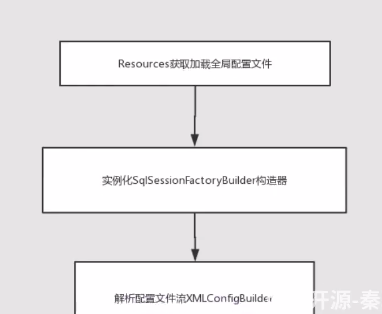 Resources获取加载全局配置文件
实例化SqlSessionFactoryBuilder构造器
解析配置文件流XMLConfigBuilder
开源-秦